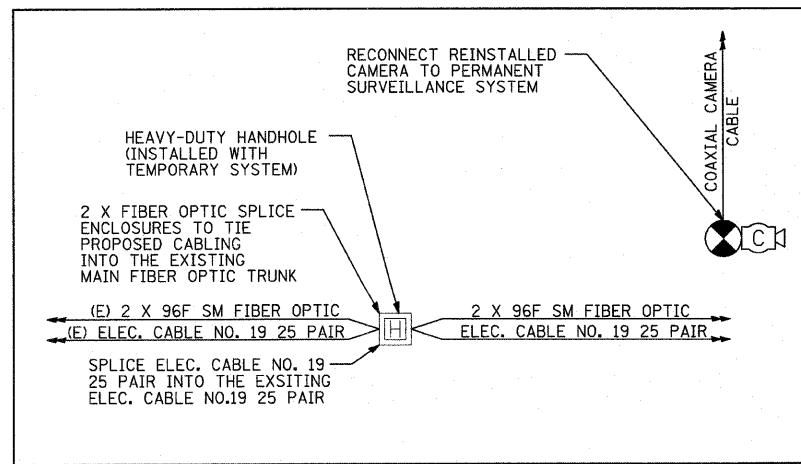 RECONNECT REINSTALLED
CAMERA TO PERMANENT
SURVEILLANCE SYSTEM
COAXIAL CAMERA
CABLE
HEAVY-DUTY HANDHOLE
(INSTALLED WITH
TEMPORARY SYSTEM)
2 X FIBER OPTIC SPLICE
ENCLOSURES TO TIE
PROPOSED CABLING
INTO THE EXISTING
MAIN FIBER OPTIC TRUNK
C
(E) 2 X 96F SM FIBER OPTIC
(E) ELEC. CABLE NO. 19 25 PAIR
H
2 X 96F SM FIBER OPTIC
ELEC. CABLE NO. 19 25 PAIR
SPLICE ELEC. CABLE NO. 19
25 PAIR INTO THE EXSITING
ELEC. CABLE NO.19 25 PAIR